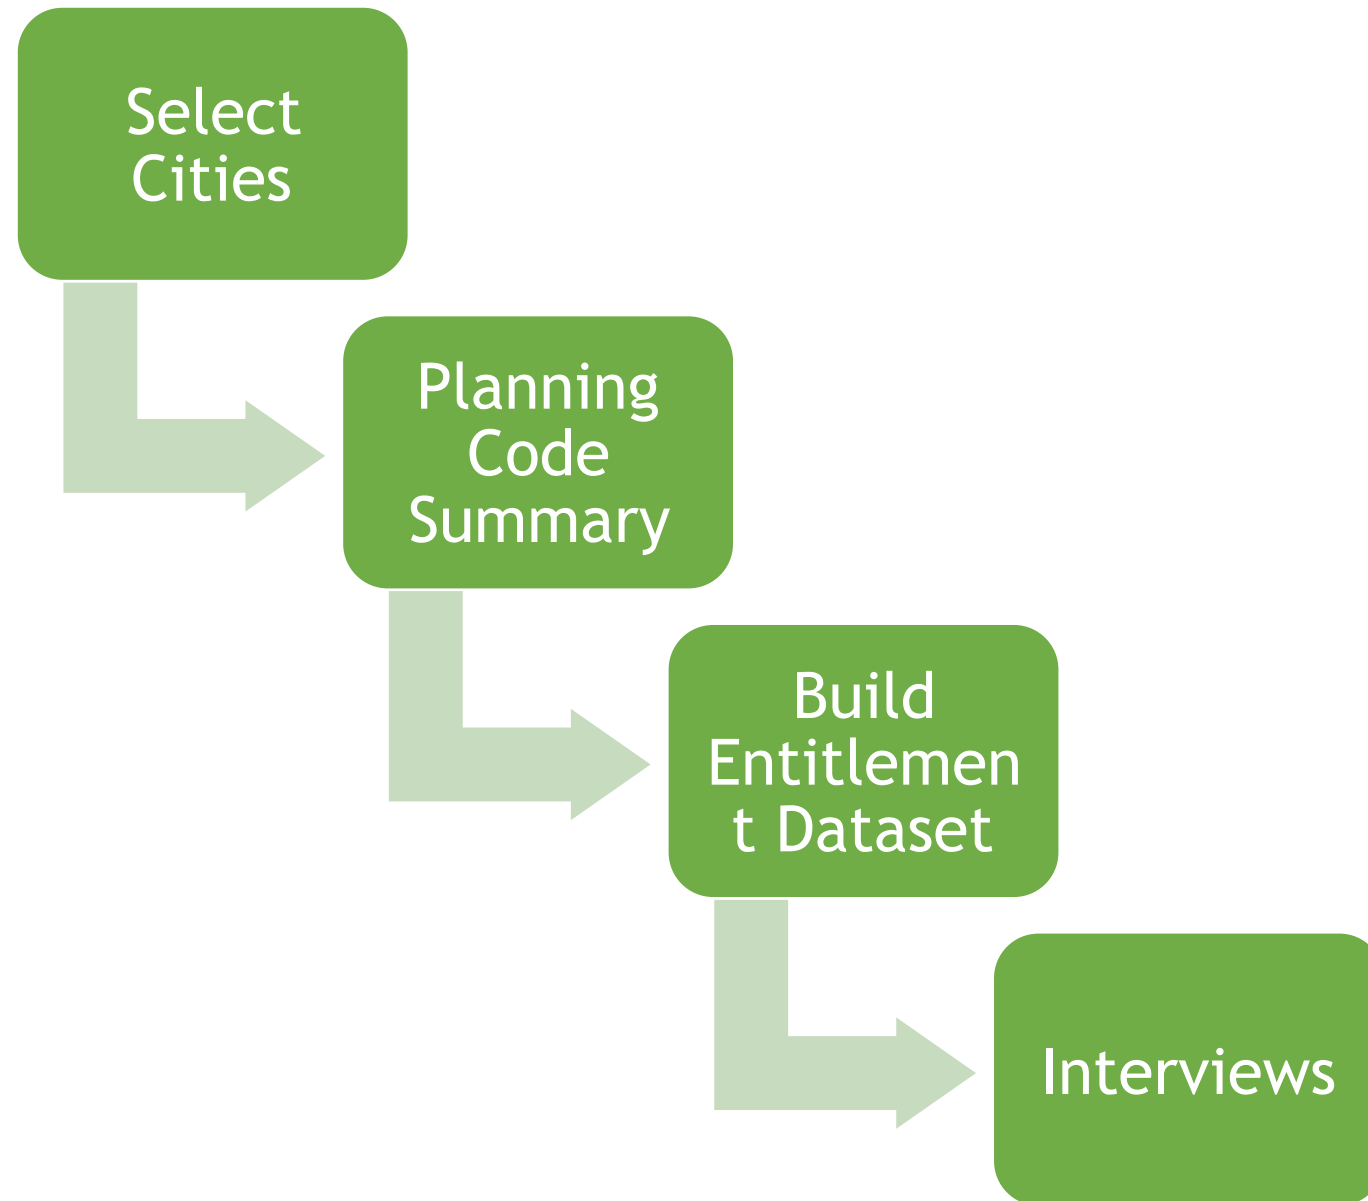 Select
Cities
Planning
Code
Summary
Build
Entitlemen
t Dataset
Interviews